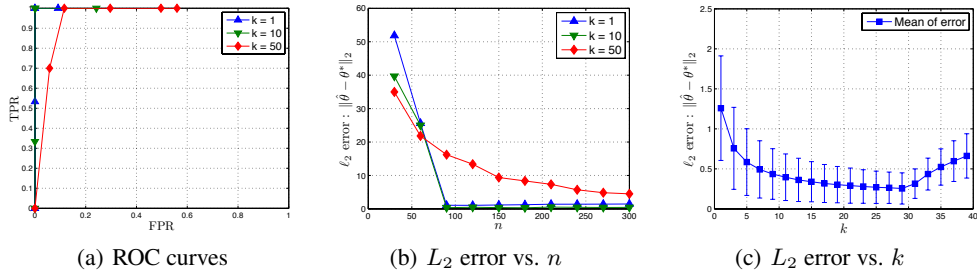 1
0.9
0.8
0.7
0.6
0.5
0.4
0.3
0.2
0.1
0
TPR
0 0.2 0.4 0.6 0.8 1
FPR
k = 1
k = 10
k = 50
(a) ROC curves
60
50
40
30
20
10
0
ℓ₂ error : ‖θ̂ − θ*‖₂
0 50 100 150 200 250 300
n
k = 1
k = 10
k = 50
(b) L₂ error vs. n
2.5
2
1.5
1
0.5
0
ℓ₂ error : ‖θ̂ − θ*‖₂
0 5 10 15 20 25 30 35 40
k
Mean of error
(c) L₂ error vs. k